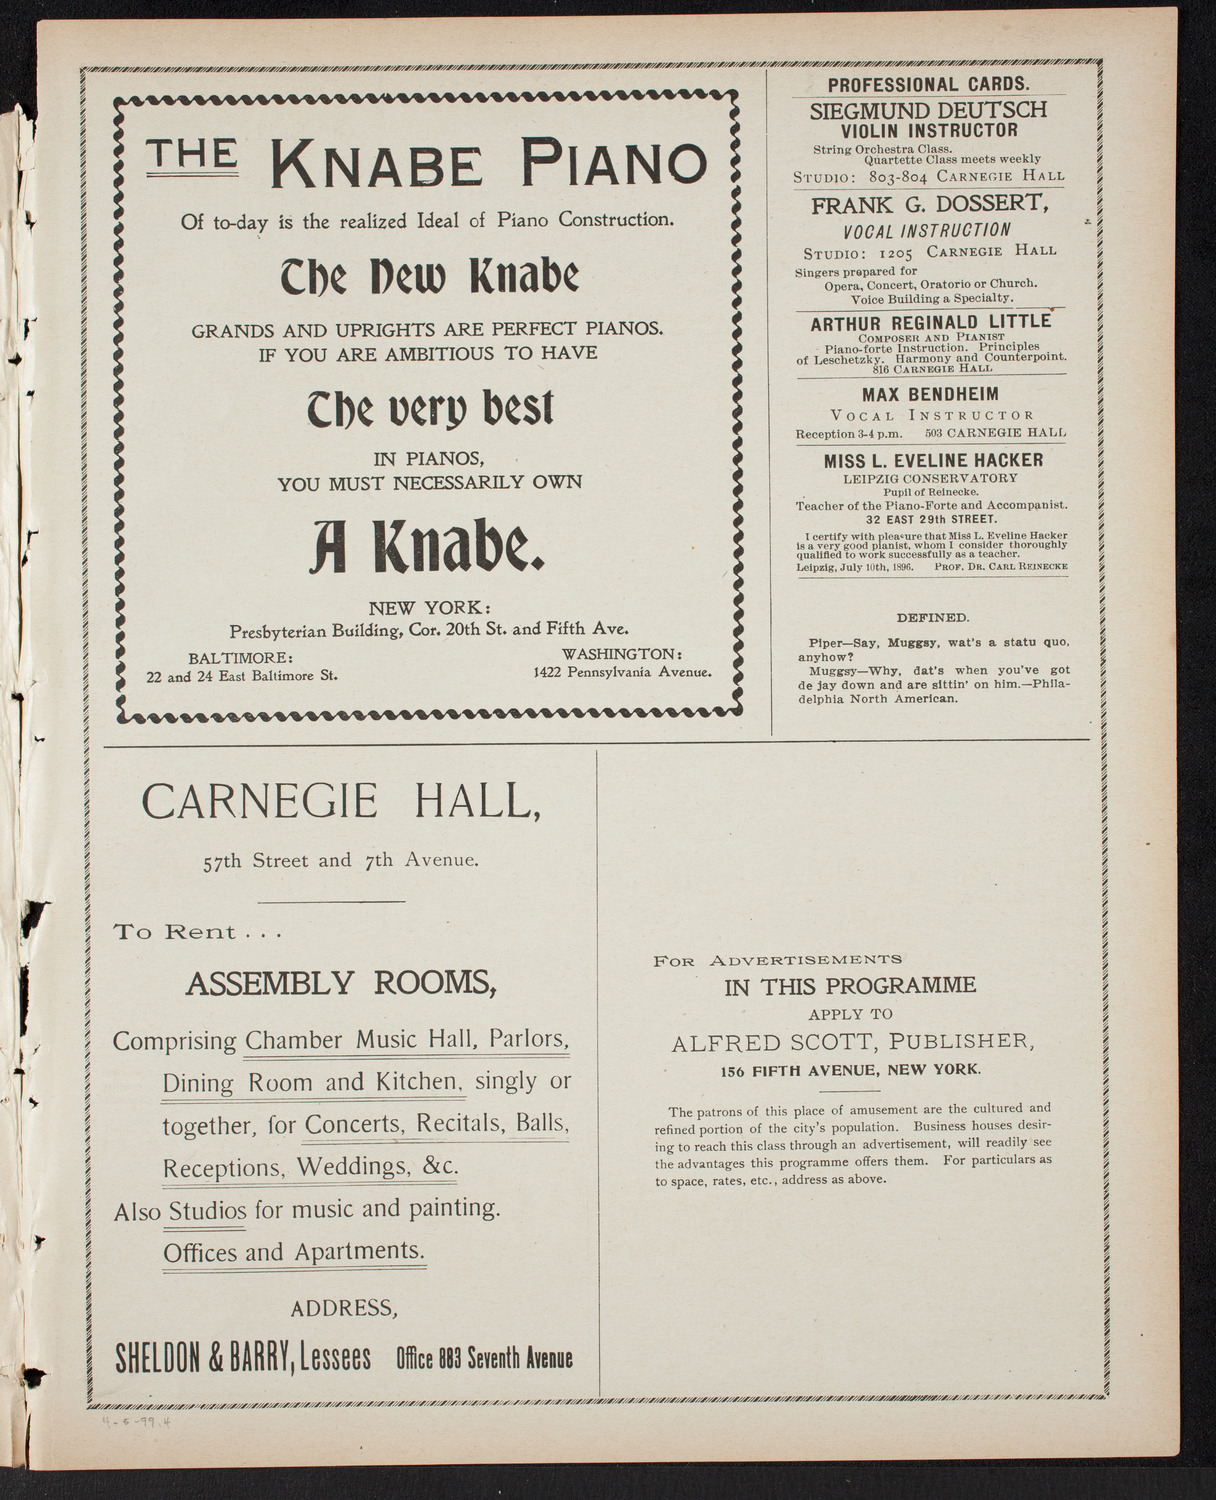 THE KNABE PIANO
Of to-day is the realized Ideal of Piano Construction.
The New Knabe
GRANDS AND UPRIGHTS ARE PERFECT PIANOS.
IF YOU ARE AMBITIOUS TO HAVE
The very best
IN PIANOS,
YOU MUST NECESSARILY OWN
A Knabe.
NEW YORK:
Presbyterian Building, Cor. 20th St. and Fifth Ave.
BALTIMORE:
22 and 24 East Baltimore St.
WASHINGTON:
1422 Pennsylvania Avenue.
PROFESSIONAL CARDS.
SIEGMUND DEUTSCH
VIOLIN INSTRUCTOR
String Orchestra Class.
Quartette Class meets weekly
STUDIO: 803-804 CARNEGIE HALL
FRANK G. DOSSERT,
VOCAL INSTRUCTION
STUDIO: 1205 CARNEGIE HALL
Singers prepared for
Opera, Concert, Oratorio or Church.
Voice Building a Specialty.
ARTHUR REGINALD LITTLE
COMPOSER AND PIANIST
Piano-forte Instruction. Principles
of Leschetzky. Harmony and Counterpoint.
816 CARNEGIE HALL
MAX BENDHEIM
VOCAL INSTRUCTOR
Reception 3-4 p.m. 503 CARNEGIE HALL
MISS L. EVELINE HACKER
LEIPZIG CONSERVATORY
Pupil of Reinecke.
Teacher of the Piano-Forte and Accompanist.
32 EAST 29th STREET.
I certify with pleasure that Miss L. Eveline Hacker
is a very good pianist, whom I consider thoroughly
qualified to work successfully as a teacher.
Leipzig, July 10th, 1896. PROF. DR. CARL REINECKE
DEFINED.
Piper—Say, Muggsy, wat's a statu quo,
anyhow?
Muggsy—Why, dat's when you've got
de jay down and are sittin' on him.—Phila-
delphia North American.
CARNEGIE HALL,
57th Street and 7th Avenue.
To Rent . . .
ASSEMBLY ROOMS,
Comprising Chamber Music Hall, Parlors,
Dining Room and Kitchen, singly or
together, for Concerts, Recitals, Balls,
Receptions, Weddings, &c.
Also Studios for music and painting.
Offices and Apartments.
ADDRESS,
SHELDON & BARRY, Lessees Office 883 Seventh Avenue
FOR ADVERTISEMENTS
IN THIS PROGRAMME
APPLY TO
ALFRED SCOTT, PUBLISHER,
156 FIFTH AVENUE, NEW YORK.
The patrons of this place of amusement are the cultured and
refined portion of the city's population. Business houses desir-
ing to reach this class through an advertisement, will readily see
the advantages this programme offers them. For particulars as
to space, rates, etc., address as above.
4-5-99.4